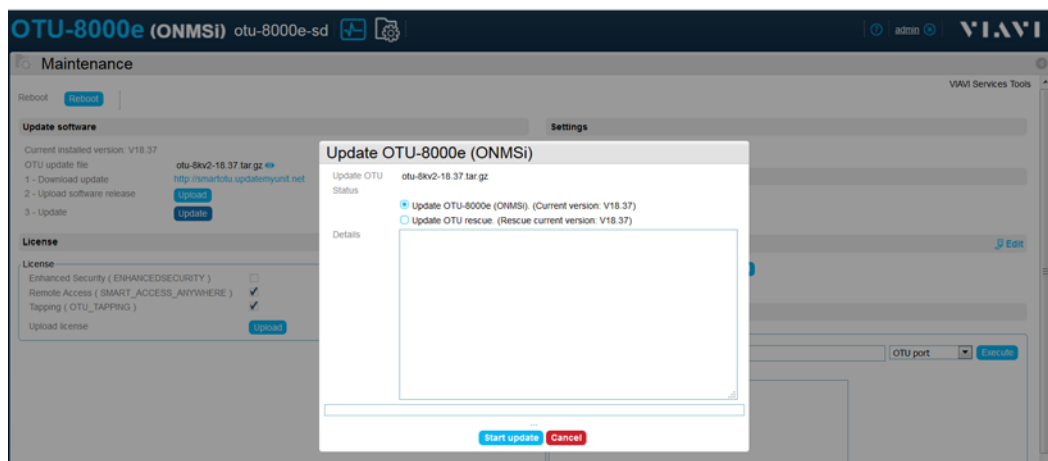 OTU-8000e (ONMSi) otu-8000e-sd
? admin VIAVI
Maintenance
VIAVI Services Tools
Reboot Reboot
Update software
Settings
Current installed version: V18.37
OTU update file otu-8kv2-18.37.tar.gz
1 - Download update http://smartotu.updatemyunit.net
2 - Upload software release Upload
3 - Update Update
License
License
Enhanced Security ( ENHANCEDSECURITY )
Remote Access ( SMART_ACCESS_ANYWHERE )
Tapping ( OTU_TAPPING )
Upload license Upload
Edit
OTU port Execute
Update OTU-8000e (ONMSi)
Update OTU otu-8kv2-18.37.tar.gz
Status
Update OTU-8000e (ONMSi). (Current version: V18.37)
Update OTU rescue. (Rescue current version: V18.37)
Details
...
Start update Cancel